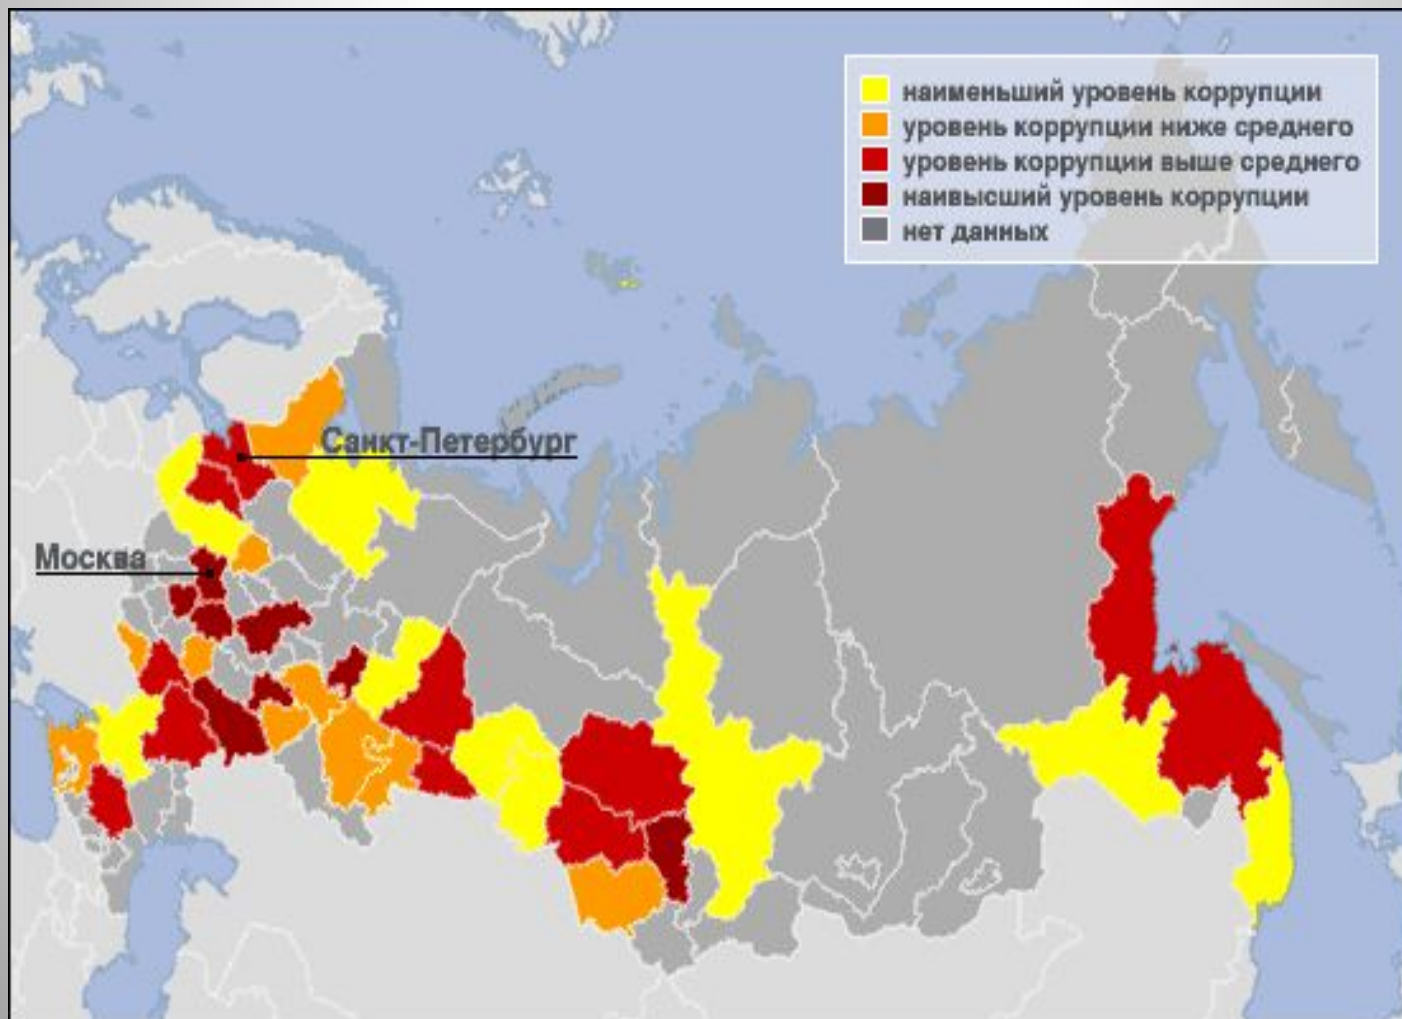 наименьший уровень коррупции
уровень коррупции ниже среднего
уровень коррупции выше среднего
наивысший уровень коррупции
нет данных
Санкт-Петербург
Москва